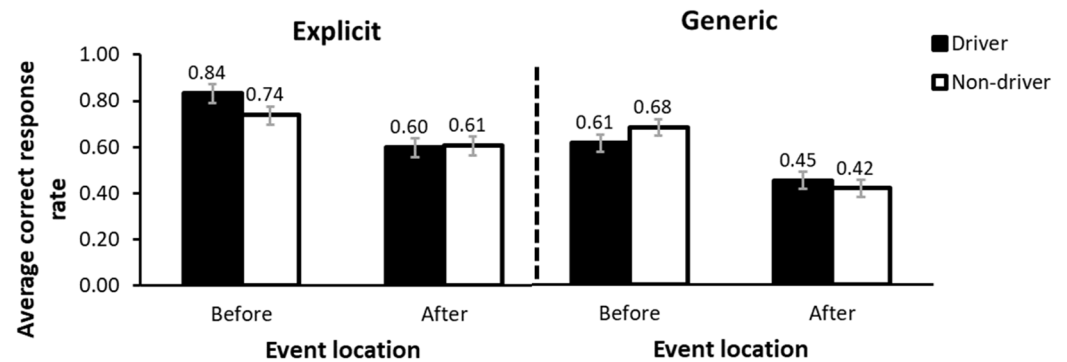 Explicit
Generic
Driver
Non-driver
Average correct response
rate
1.00
0.80
0.60
0.40
0.20
0.00
0.84
0.74
0.60
0.61
0.61
0.68
0.45
0.42
Before
After
Before
After
Event location
Event location